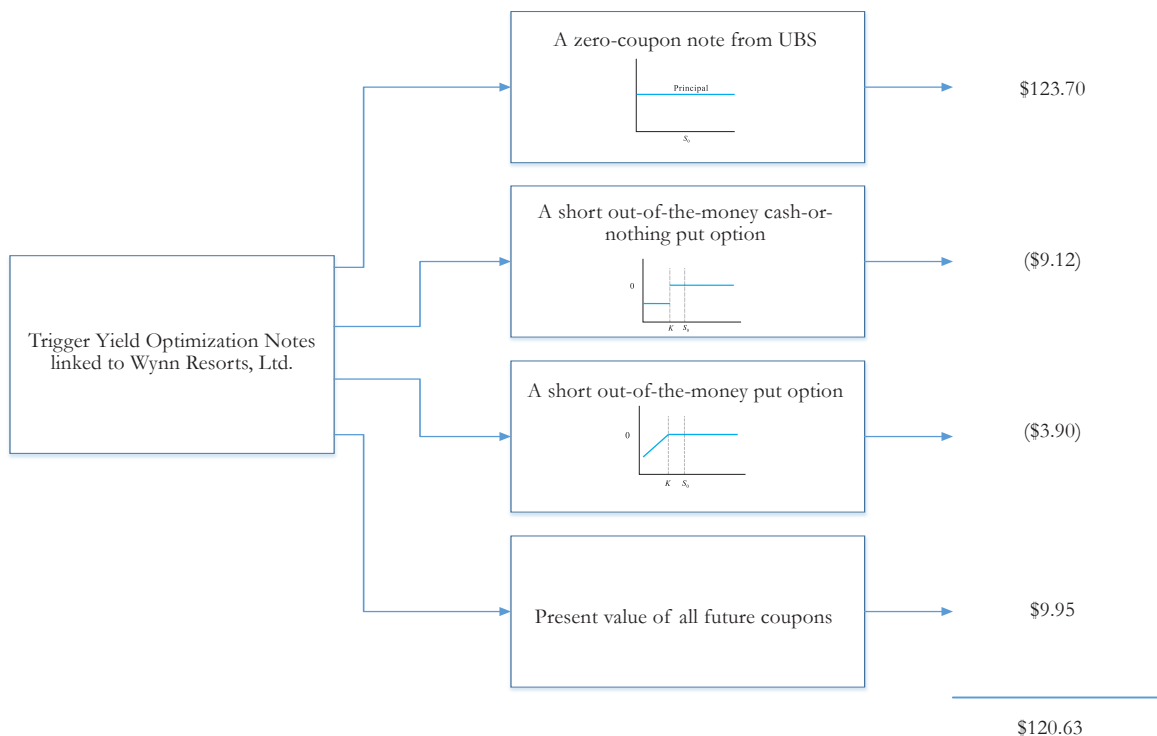 A zero-coupon note from UBS
Principal
S₀
$123.70
A short out-of-the-money cash-or-
nothing put option
0
K S₀
($9.12)
Trigger Yield Optimization Notes
linked to Wynn Resorts, Ltd.
A short out-of-the-money put option
0
K S₀
($3.90)
Present value of all future coupons
$9.95
$120.63